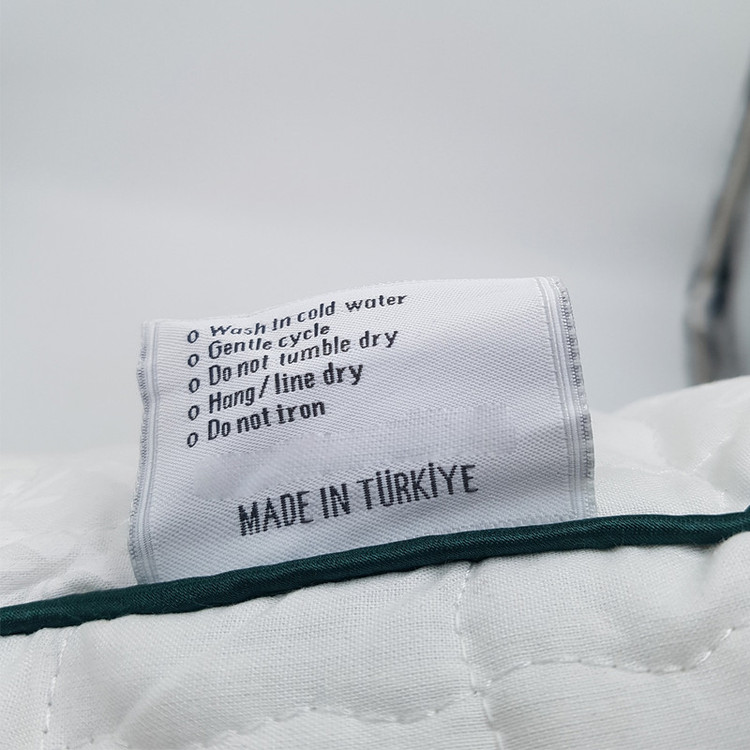 o Wash in cold water
o Gentle cycle
o Do not tumble dry
o Hang / line dry
o Do not iron
MADE IN TÜRKİYE